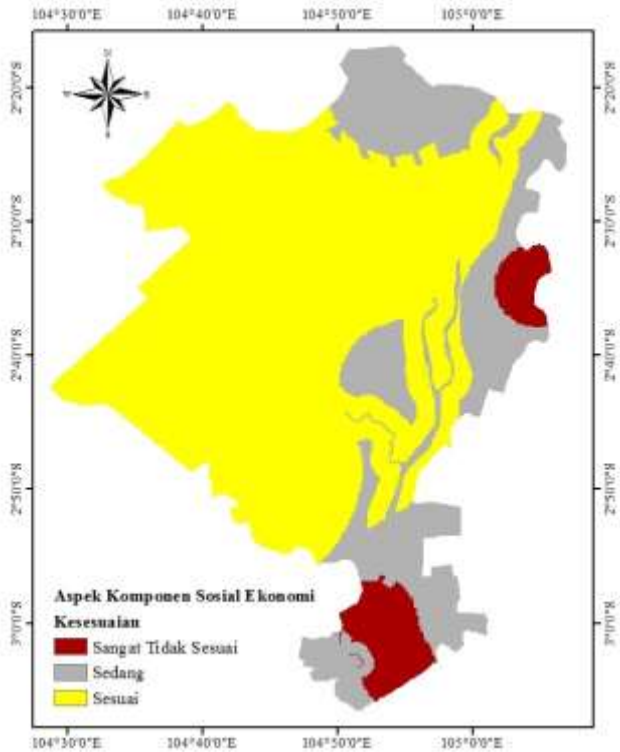 104°30'0"E 104°40'0"E 104°50'0"E 105°0'0"E
2°20'0"S 2°20'0"S
2°30'0"S 2°30'0"S
2°40'0"S 2°40'0"S
2°50'0"S 2°50'0"S
3°0'0"S 3°0'0"S
Aspek Komponen Sosial Ekonomi
Kesesuaian
Sangat Tidak Sesuai
Sedang
Sesuai
104°30'0"E 104°40'0"E 104°50'0"E 105°0'0"E